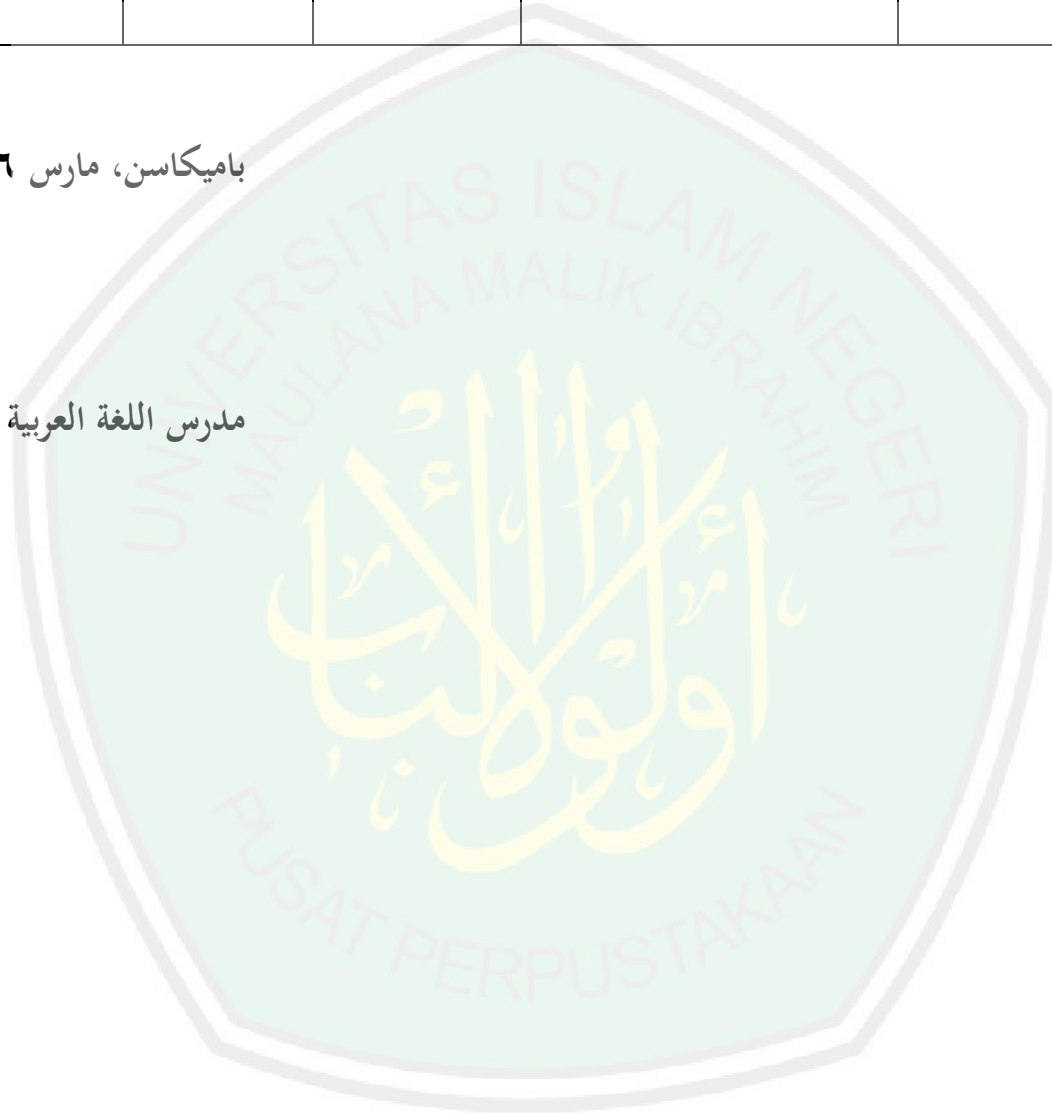 باميكاسن، مارس ٦
مدرس اللغة العربية
UNIVERSITAS ISLAM NEGERI
MAULANA MALIK IBRAHIM
أولو الألباب
PUSAT PERPUSTAKAAN